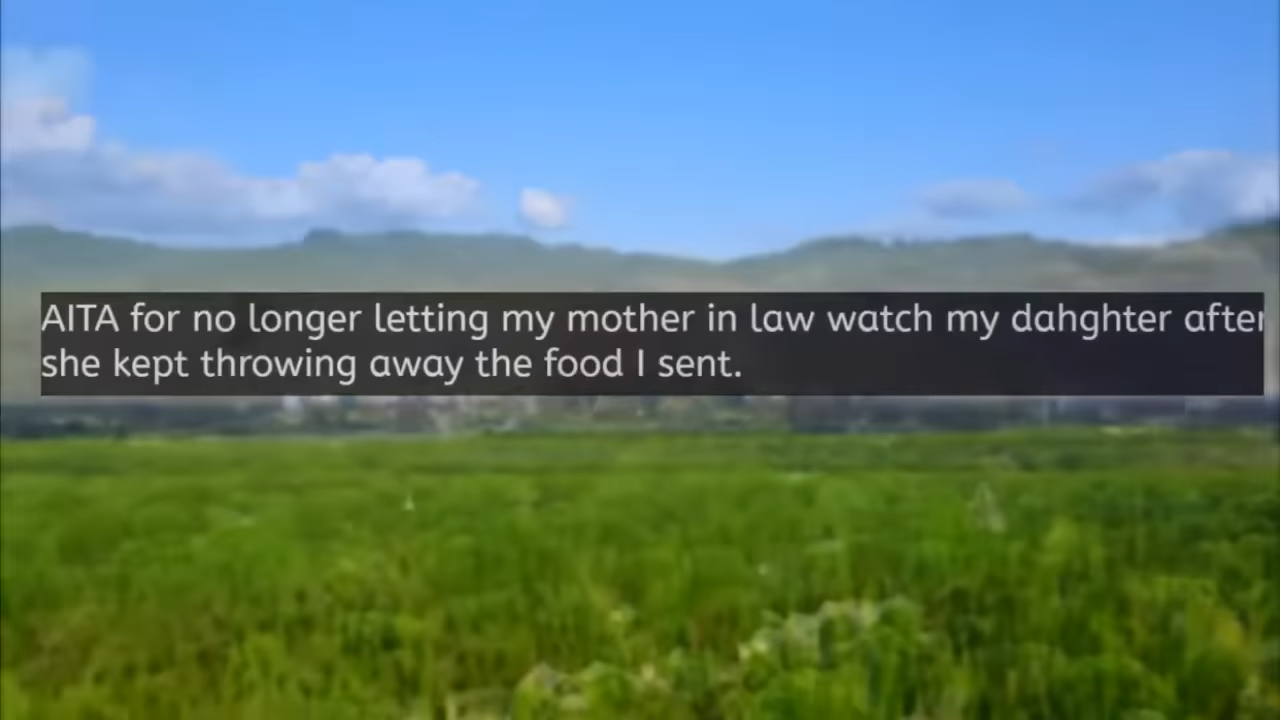 AITA for no longer letting my mother in law watch my dahghter after
she kept throwing away the food I sent.